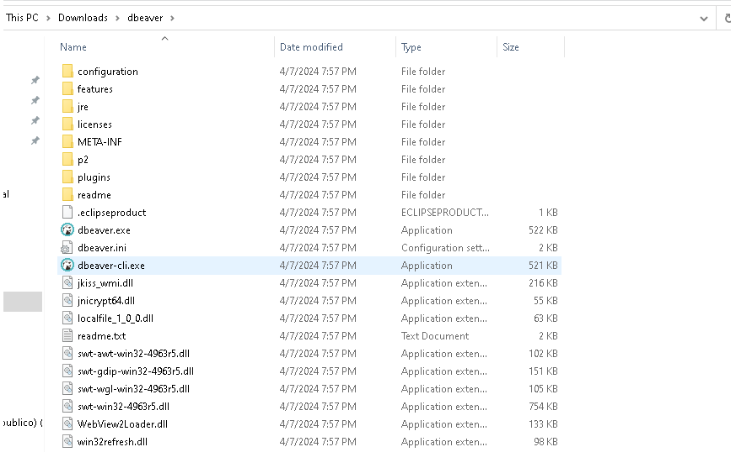 This PC > Downloads > dbeaver >
Name Date modified Type Size
configuration 4/7/2024 7:57 PM File folder
features 4/7/2024 7:57 PM File folder
jre 4/7/2024 7:57 PM File folder
licenses 4/7/2024 7:57 PM File folder
META-INF 4/7/2024 7:57 PM File folder
p2 4/7/2024 7:57 PM File folder
plugins 4/7/2024 7:57 PM File folder
al readme 4/7/2024 7:57 PM File folder
.eclipseproduct 4/7/2024 7:57 PM ECLIPSEPRODUCT... 1 KB
dbeaver.exe 4/7/2024 7:57 PM Application 522 KB
dbeaver.ini 4/7/2024 7:57 PM Configuration sett... 2 KB
dbeaver-cli.exe 4/7/2024 7:57 PM Application 521 KB
jkiss_wmi.dll 4/7/2024 7:57 PM Application exten... 216 KB
jnicrypt64.dll 4/7/2024 7:57 PM Application exten... 55 KB
localfile_1_0_0.dll 4/7/2024 7:57 PM Application exten... 63 KB
readme.txt 4/7/2024 7:57 PM Text Document 2 KB
swt-awt-win32-4963r5.dll 4/7/2024 7:57 PM Application exten... 102 KB
swt-gdip-win32-4963r5.dll 4/7/2024 7:57 PM Application exten... 151 KB
swt-wgl-win32-4963r5.dll 4/7/2024 7:57 PM Application exten... 105 KB
swt-win32-4963r5.dll 4/7/2024 7:57 PM Application exten... 754 KB
publico) ( WebView2Loader.dll 4/7/2024 7:57 PM Application exten... 133 KB
win32refresh.dll 4/7/2024 7:57 PM Application exten... 98 KB